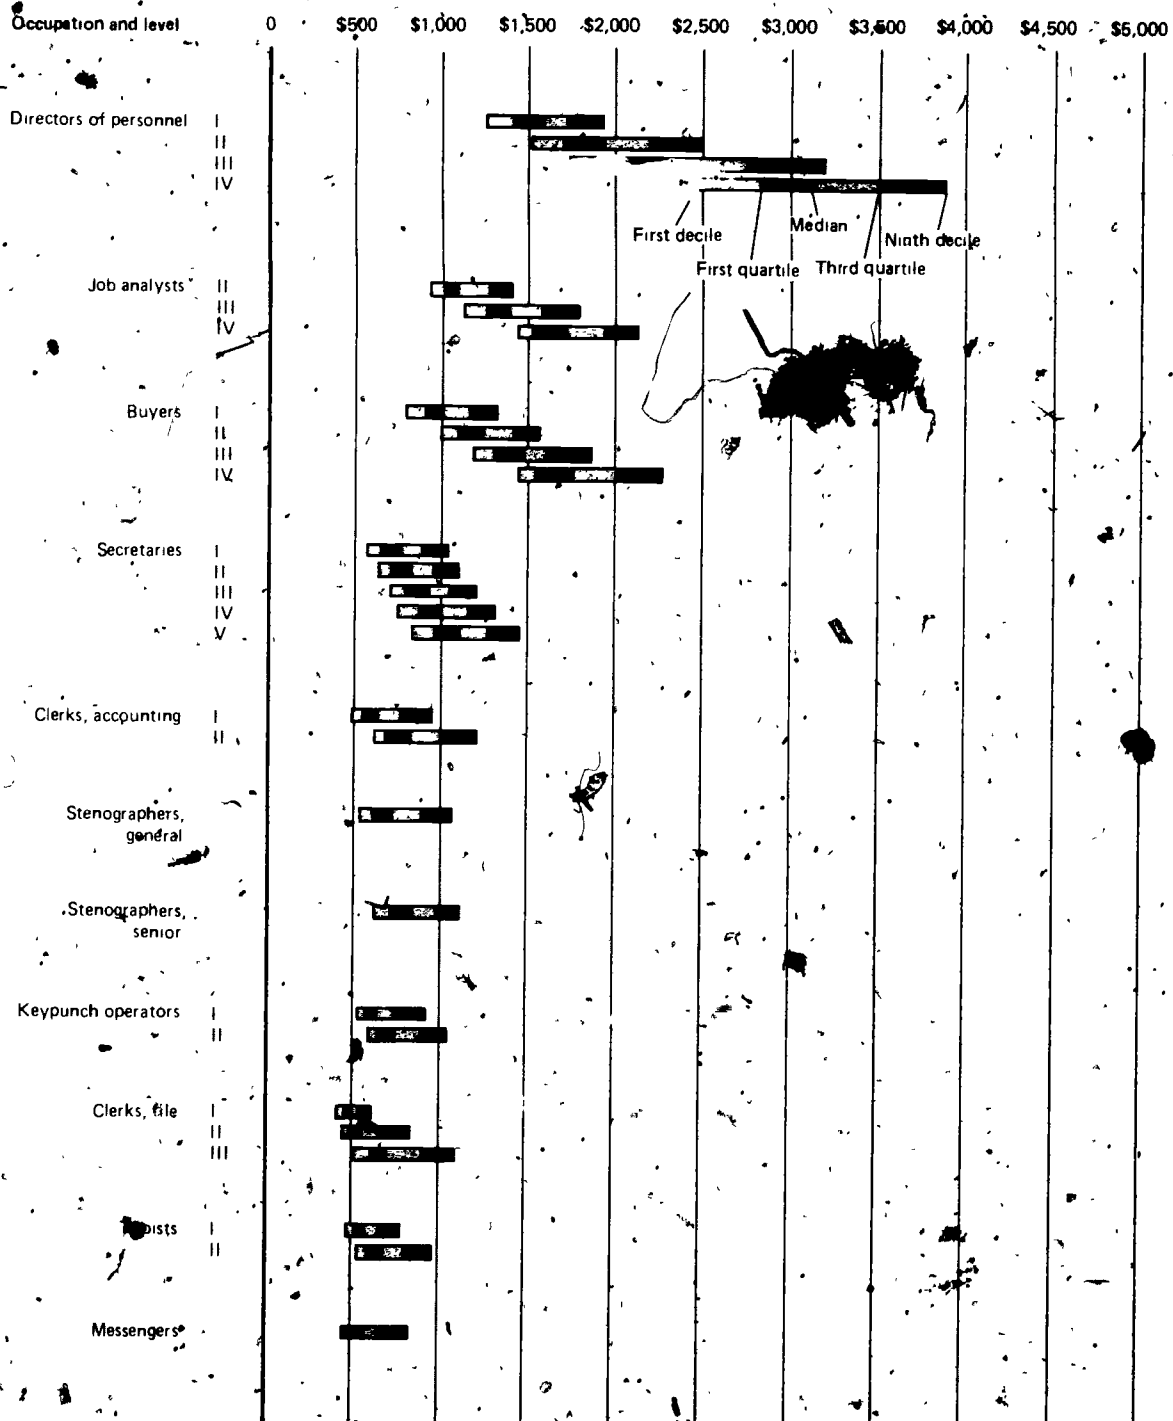 Occupation and level 0 $500 $1,000 $1,500 $2,000 $2,500 $3,000 $3,500 $4,000 $4,500 $5,000
Directors of personnel I
II
III
IV
Median
First decile
Ninth decile
First quartile Third quartile
Job analysts II
III
IV
Buyers I
II
III
IV
Secretaries I
II
III
IV
V
Clerks, accounting I
II
Stenographers,
general
Stenographers,
senior
Keypunch operators I
II
Clerks, file I
II
III
I
II
Messengers